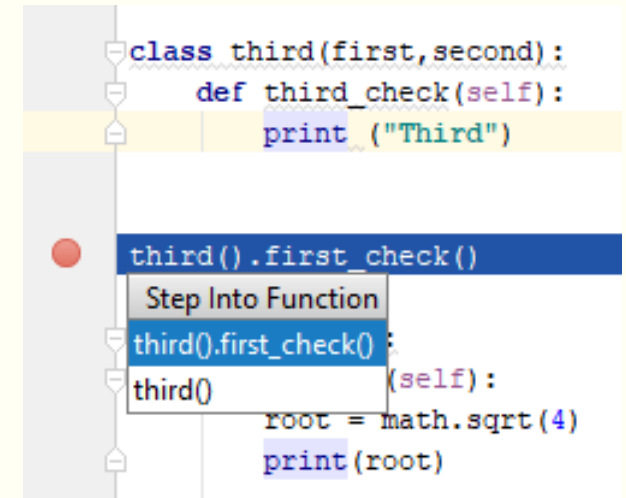 class third(first,second):
def third_check(self):
print ("Third")
third().first_check()
Step Into Function
third().first_check()
:
third()
(self):
root = math.sqrt(4)
print(root)